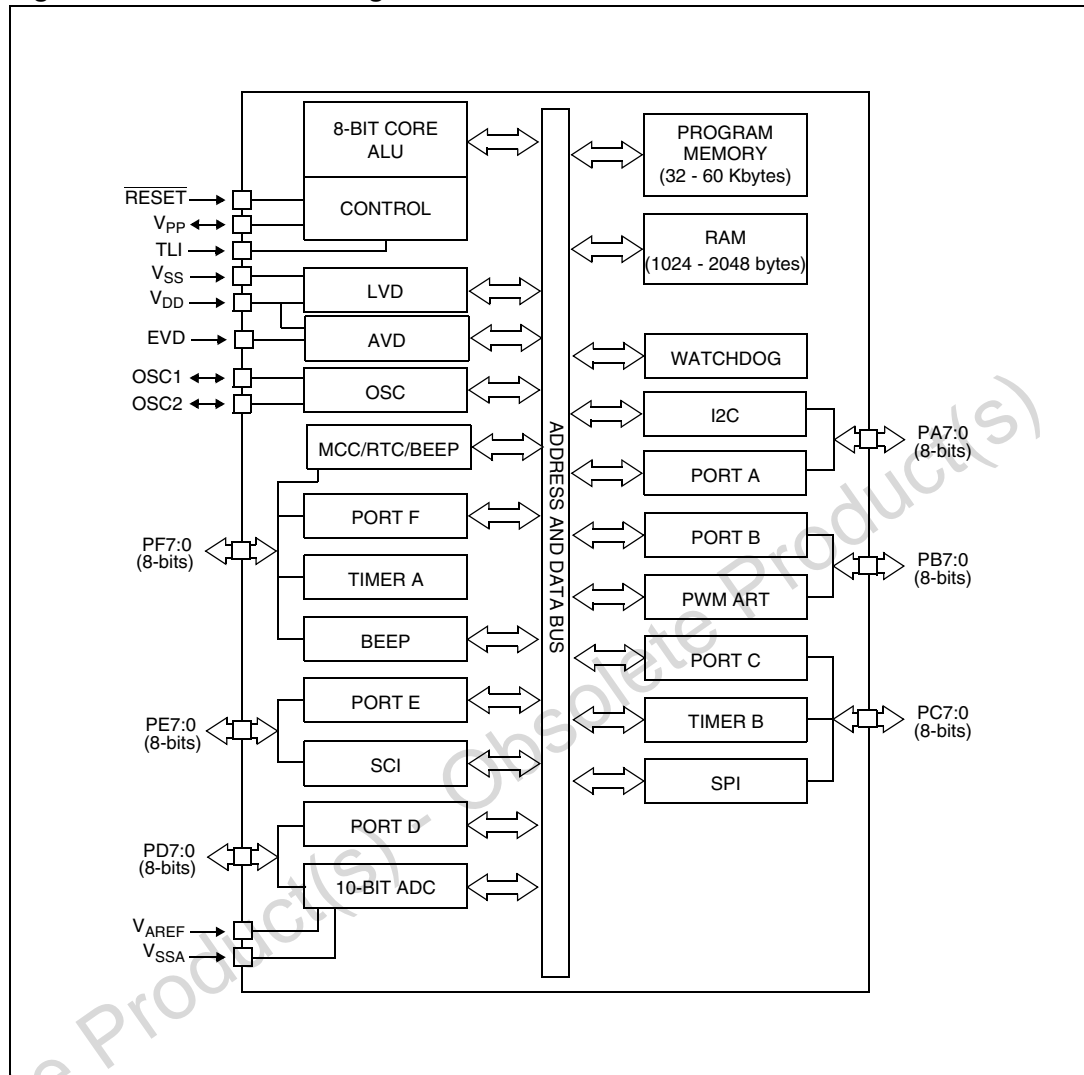 8-BIT CORE
ALU
CONTROL
RESET
VPP
TLI
VSS
VDD
EVD
OSC1
OSC2
LVD
AVD
OSC
MCC/RTC/BEEP
PF7:0
(8-bits)
PORT F
TIMER A
BEEP
PE7:0
(8-bits)
PORT E
SCI
PD7:0
(8-bits)
PORT D
10-BIT ADC
VAREF
VSSA
ADDRESS AND DATA BUS
PROGRAM
MEMORY
(32 - 60 Kbytes)
RAM
(1024 - 2048 bytes)
WATCHDOG
I2C
PORT A
PA7:0
(8-bits)
PORT B
PWM ART
PB7:0
(8-bits)
PORT C
TIMER B
SPI
PC7:0
(8-bits)
e Product(s) - Obsolete Product(s)